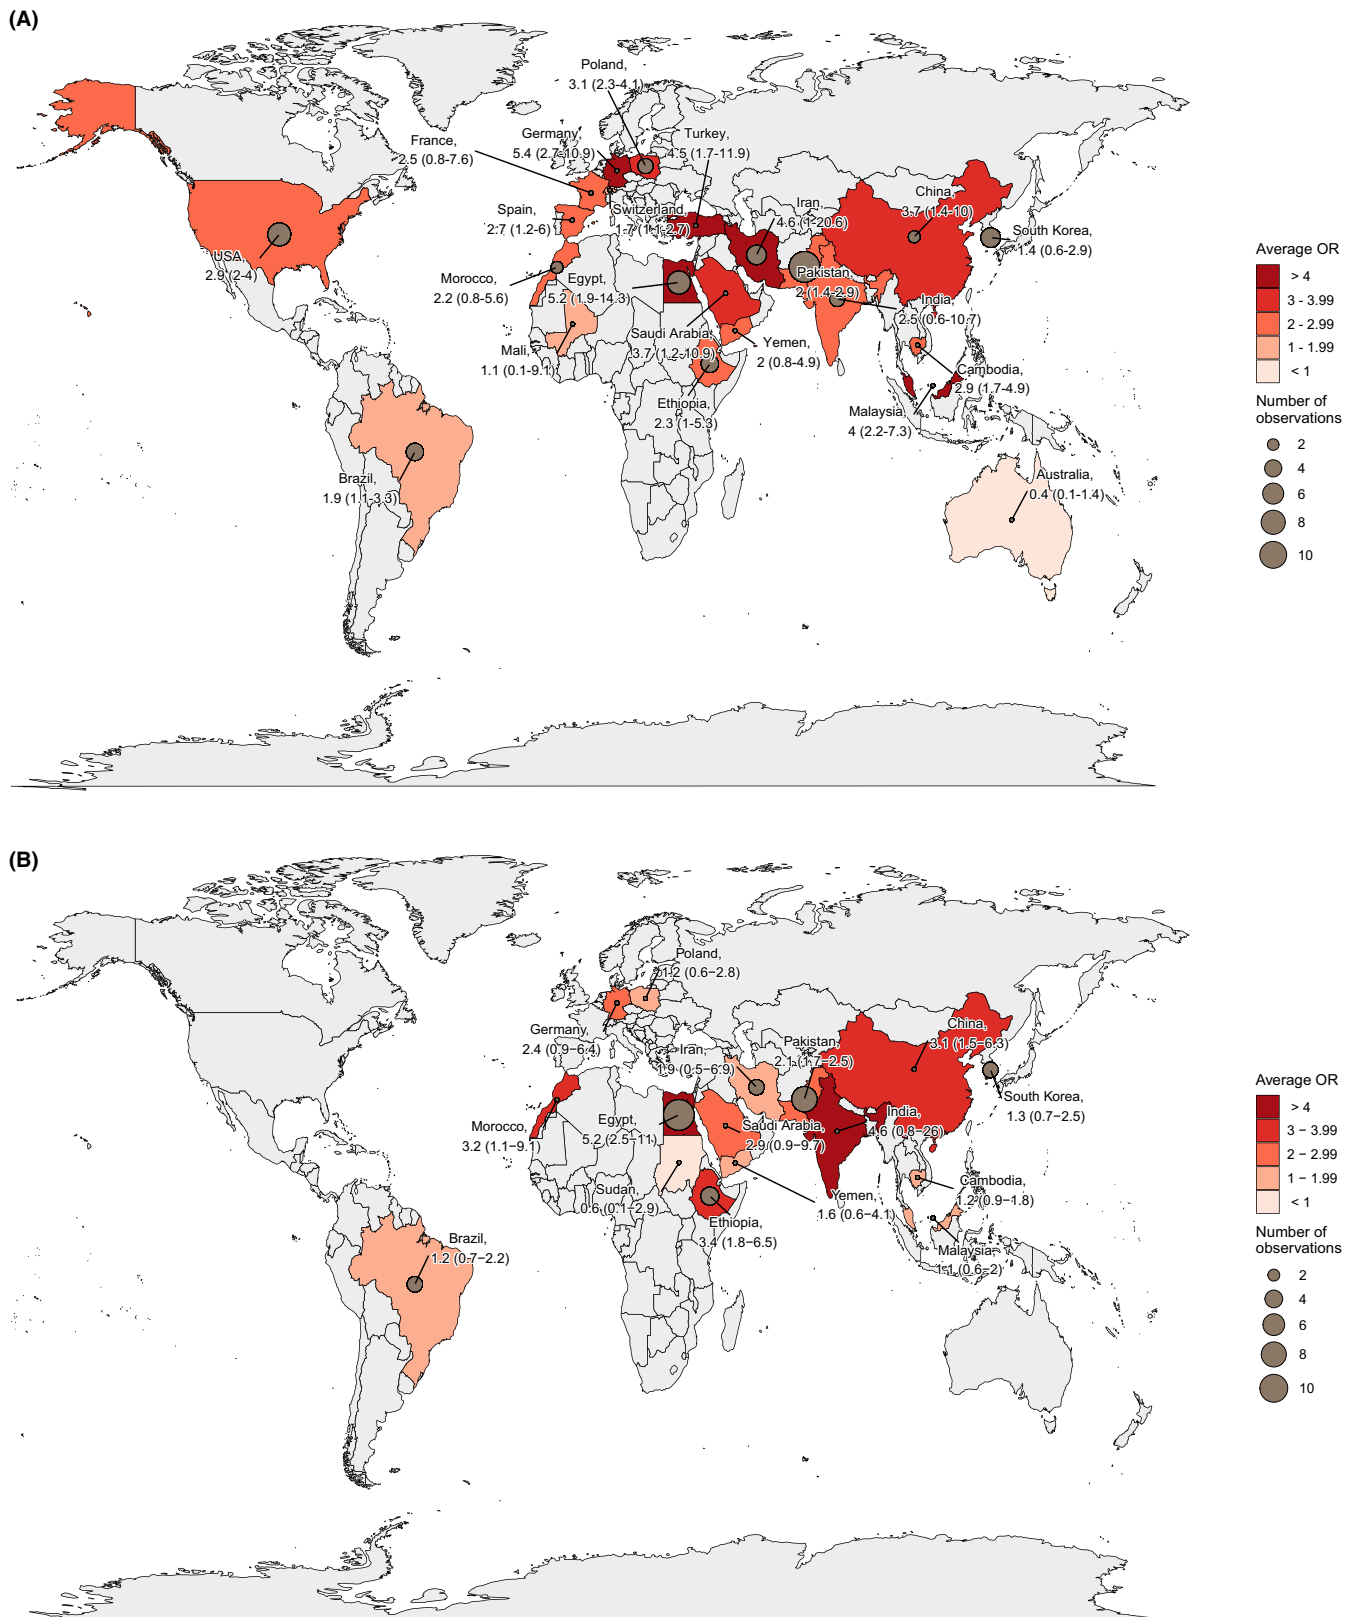 (A)
Poland,
3.1 (2.3-4.1)
France,
2.5 (0.8-7.6)
Germany,
5.4 (2.7-10.9)
Turkey,
4.5 (1.7-11.9)
Spain,
2.7 (1.2-6)
Switzerland,
1.7 (1.1-2.7)
Iran,
4.6 (1-20.6)
China,
3.7 (1.4-10)
South Korea,
1.4 (0.6-2.9)
USA,
2.9 (2-4)
Morocco,
2.2 (0.8-5.6)
Egypt,
5.2 (1.9-14.3)
Pakistan,
2 (1.4-2.9)
India,
2.5 (0.6-10.7)
Mali,
1.1 (0.1-9.1)
Saudi Arabia,
3.7 (1.2-10.9)
Yemen,
2 (0.8-4.9)
Ethiopia,
2.3 (1-5.3)
Cambodia,
2.9 (1.7-4.9)
Malaysia,
4 (2.2-7.3)
Brazil,
1.9 (1.1-3.3)
Australia,
0.4 (0.1-1.4)
Average OR
> 4
3 - 3.99
2 - 2.99
1 - 1.99
< 1
Number of
observations
2
4
6
8
10
(B)
Poland,
1.2 (0.6−2.8)
Germany,
2.4 (0.9−6.4)
Iran,
1.9 (0.5−6.9)
Pakistan,
2.1 (1.7−2.5)
China,
3.1 (1.5−6.3)
South Korea,
1.3 (0.7−2.5)
Morocco,
3.2 (1.1−9.1)
Egypt,
5.2 (2.5−11)
Saudi Arabia,
2.9 (0.9−9.7)
India,
4.6 (0.8−26)
Sudan,
0.6 (0.1−2.9)
Ethiopia,
3.4 (1.8−6.5)
Yemen,
1.6 (0.6−4.1)
Cambodia,
1.2 (0.9−1.8)
Malaysia,
1.1 (0.6−2)
Brazil,
1.2 (0.7−2.2)
Average OR
> 4
3 − 3.99
2 − 2.99
1 − 1.99
< 1
Number of
observations
2
4
6
8
10